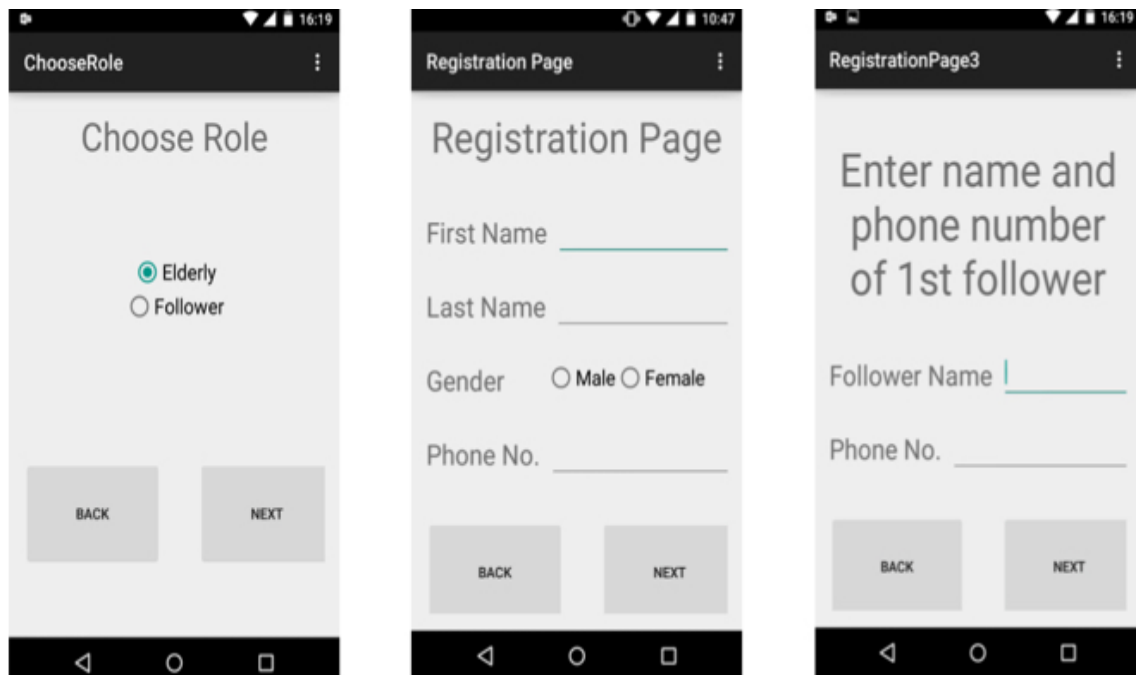 16:19
ChooseRole
Choose Role
Elderly
Follower
BACK NEXT
10:47
Registration Page
Registration Page
First Name
Last Name
Gender Male Female
Phone No.
BACK NEXT
16:19
RegistrationPage3
Enter name and
phone number
of 1st follower
Follower Name
Phone No.
BACK NEXT